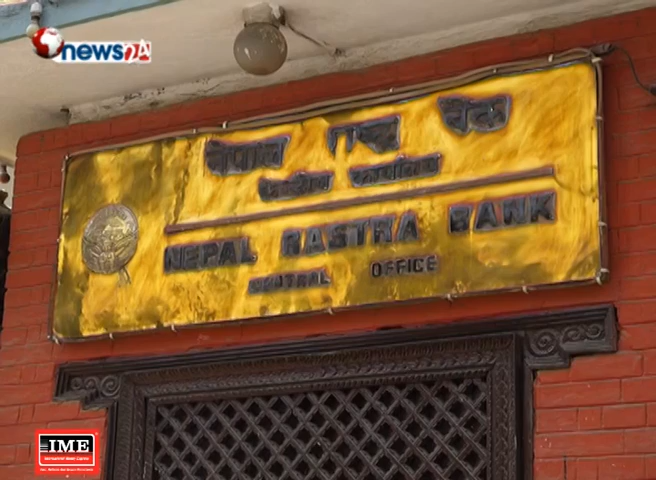 news24
नेपाल राष्ट्र बैंक
केन्द्रीय कार्यालय
NEPAL RASTRA BANK
CENTRAL OFFICE
IME